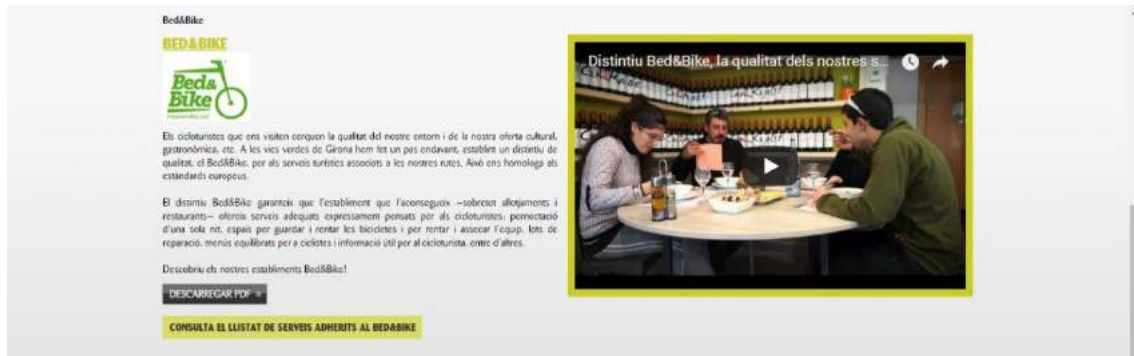 Bed&Bike
BED&BIKE
Bed&
Bike
Els cicloturistes que ens visiten cerquen la qualitat del nostre entorn i de la nostra oferta cultural,
gastronòmica, etc. A les vies verdes de Girona hem fet un pas endavant, establint un distintiu de
qualitat, el Bed&Bike, per als serveis turístics associats a les nostres rutes. Això ens homologa als
estàndards europeus.
El distintiu Bed&Bike garanteix que l'establiment que l'aconsegueix –sobretot allotjaments i
restaurants– ofereix serveis adequats expressament pensats per als cicloturistes: pernoctació
d'una sola nit, espais per guardar i rentar les bicicletes i per rentar i assecar l'equip, lots de
reparació, menús equilibrats per a ciclistes i informació útil per al cicloturista, entre d'altres.
Descobriu els nostres establiments Bed&Bike!
DESCARREGAR PDF »
CONSULTA EL LLISTAT DE SERVEIS ADHERITS AL BED&BIKE
Distintiu Bed&Bike, la qualitat dels nostres s...